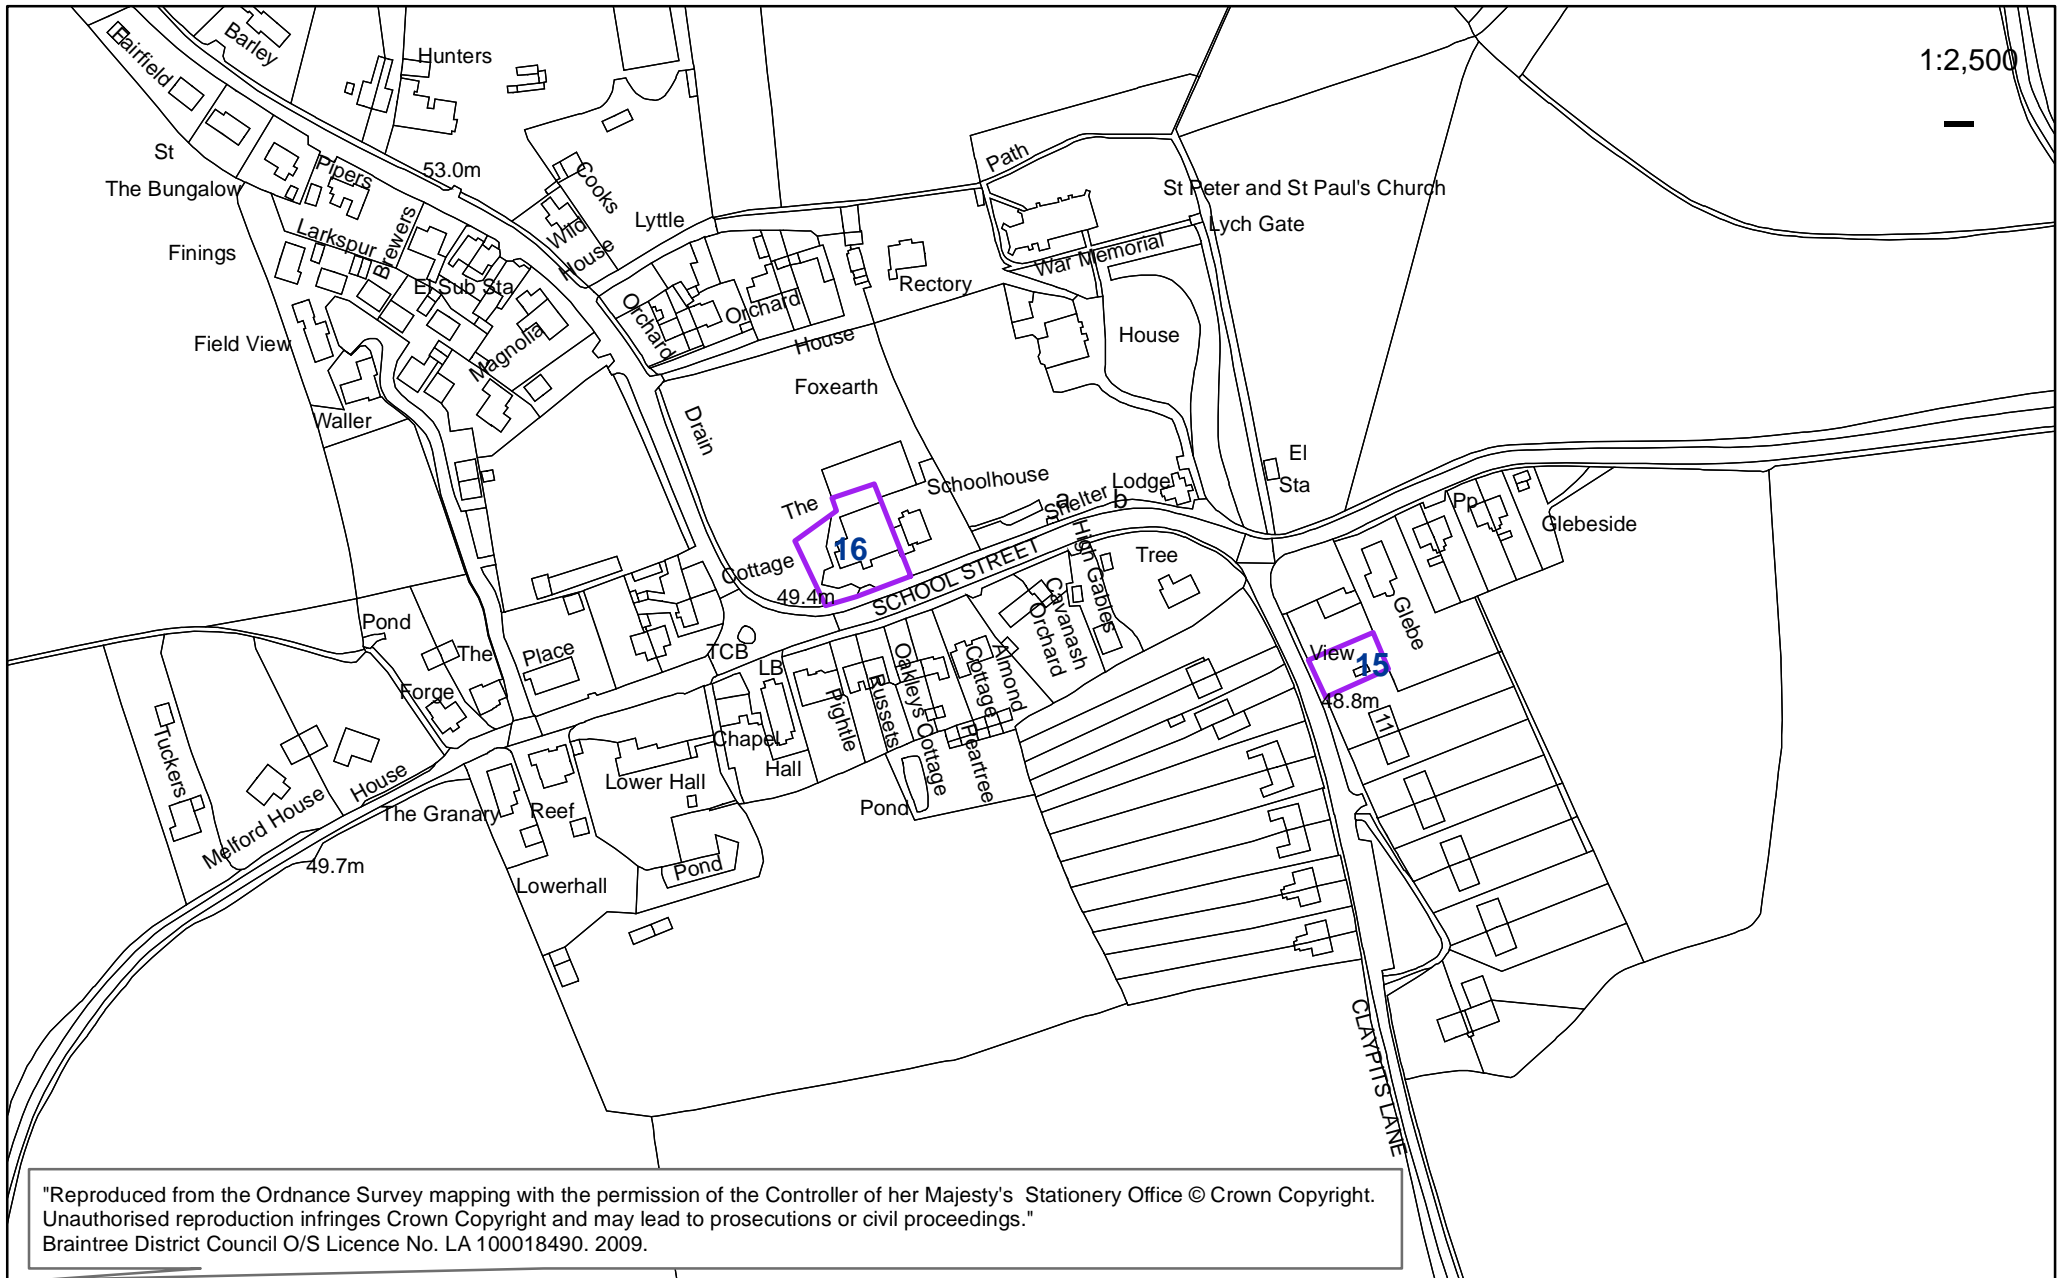 Barley
Fairfield
Hunters
1:2,500
St
The Bungalow
Pipers
53.0m
Cooks
Wild
House
Lyttle
Path
St Peter and St Paul's Church
Lych Gate
War Memorial
Larkspur
Brewers
Finings
El Sub Sta
Magnolia
Field View
Waller
Orchard
Orchard
House
Rectory
House
Foxearth
Drain
The
Cottage
Schoolhouse
16
49.4m
SCHOOL STREET
a
Shelter
b
Lodge
El
Sta
Pp
Glebeside
High Gables
Tree
Cavanash
Orchard
Glebe
View
15
48.8m
11
Pond
The
Forge
Place
TCB
LB
Pightle
Russets
Oakleys Cottage
Cottage
Almond
Peartree
Pond
Chapel
Hall
Lower Hall
Reef
The Granary
Tuckers
Melford House
House
49.7m
Lowerhall
Pond
CLAYPITS LANE
"Reproduced from the Ordnance Survey mapping with the permission of the Controller of her Majesty's Stationery Office © Crown Copyright.
Unauthorised reproduction infringes Crown Copyright and may lead to prosecutions or civil proceedings."
Braintree District Council O/S Licence No. LA 100018490. 2009.